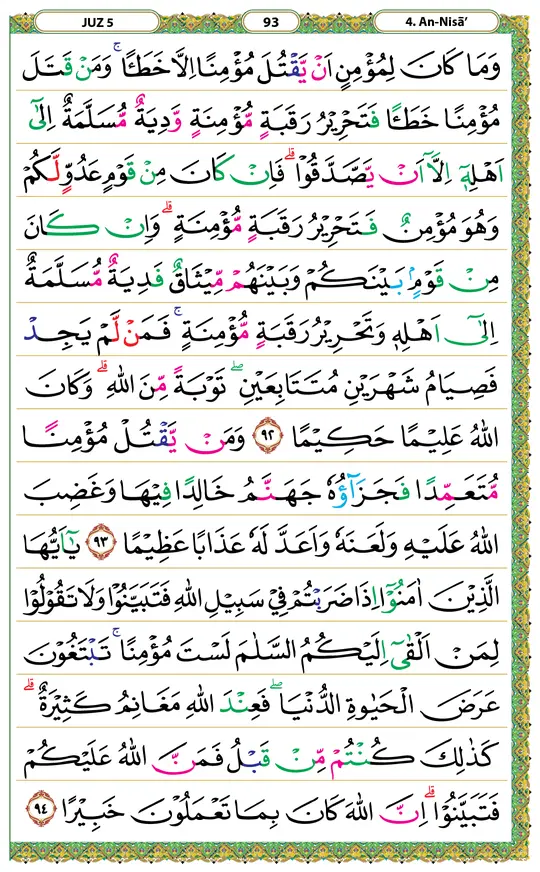 JUZ 5 93 4. An-Nisā’
وَمَا كَانَ لِمُؤْمِنٍ اَنْ يَّقْتُلَ مُؤْمِنًا اِلَّا خَطَـًٔا ۚ وَمَنْ قَتَلَ
مُؤْمِنًا خَطَـًٔا فَتَحْرِيْرُ رَقَبَةٍ مُّؤْمِنَةٍ وَّدِيَةٌ مُّسَلَّمَةٌ اِلٰٓى
اَهْلِهٖٓ اِلَّآ اَنْ يَّصَّدَّقُوْا ۗ فَاِنْ كَانَ مِنْ قَوْمٍ عَدُوٍّ لَّكُمْ
وَهُوَ مُؤْمِنٌ فَتَحْرِيْرُ رَقَبَةٍ مُّؤْمِنَةٍ ۗ وَاِنْ كَانَ
مِنْ قَوْمٍۢ بَيْنَكُمْ وَبَيْنَهُمْ مِّيْثَاقٌ فَدِيَةٌ مُّسَلَّمَةٌ
اِلٰٓى اَهْلِهٖ وَتَحْرِيْرُ رَقَبَةٍ مُّؤْمِنَةٍ ۚ فَمَنْ لَّمْ يَجِدْ
فَصِيَامُ شَهْرَيْنِ مُتَتَابِعَيْنِ ۖ تَوْبَةً مِّنَ اللّٰهِ ۗ وَكَانَ
اللّٰهُ عَلِيْمًا حَكِيْمًا ٩٢ وَمَنْ يَّقْتُلْ مُؤْمِنًا
مُّتَعَمِّدًا فَجَزَاۤؤُهٗ جَهَنَّمُ خَالِدًا فِيْهَا وَغَضِبَ
اللّٰهُ عَلَيْهِ وَلَعَنَهٗ وَاَعَدَّ لَهٗ عَذَابًا عَظِيْمًا ٩٣ يٰٓاَيُّهَا
الَّذِيْنَ اٰمَنُوْٓا اِذَا ضَرَبْتُمْ فِيْ سَبِيْلِ اللّٰهِ فَتَبَيَّنُوْا وَلَا تَقُوْلُوْا
لِمَنْ اَلْقٰىٓ اِلَيْكُمُ السَّلٰمَ لَسْتَ مُؤْمِنًا ۚ تَبْتَغُوْنَ
عَرَضَ الْحَيٰوةِ الدُّنْيَا ۖ فَعِنْدَ اللّٰهِ مَغَانِمُ كَثِيْرَةٌ ۗ
كَذٰلِكَ كُنْتُمْ مِّنْ قَبْلُ فَمَنَّ اللّٰهُ عَلَيْكُمْ
فَتَبَيَّنُوْا ۗ اِنَّ اللّٰهَ كَانَ بِمَا تَعْمَلُوْنَ خَبِيْرًا ٩٤